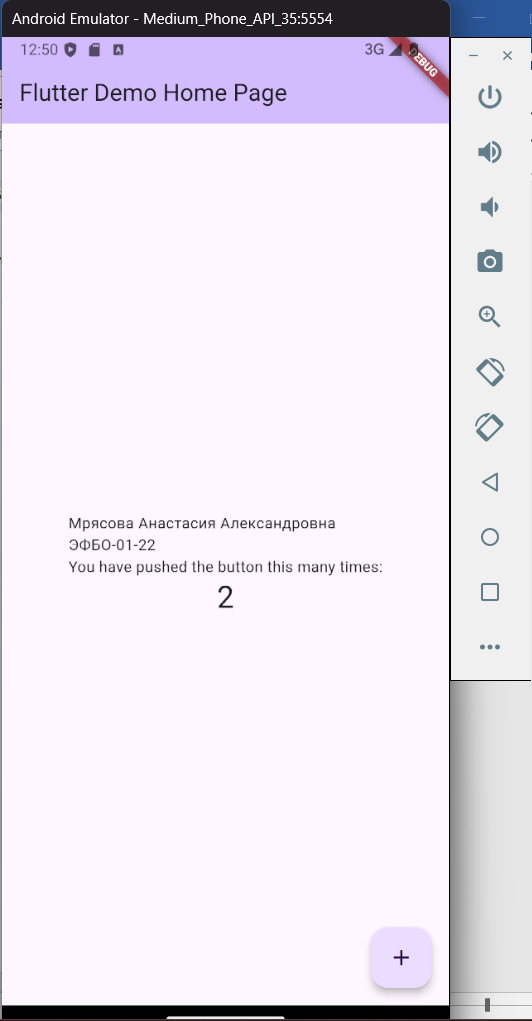 Android Emulator - Medium_Phone_API_35:5554
12:50
A
3G
DEBUG
Flutter Demo Home Page
Мрясова Анастасия Александровна
ЭФБО-01-22
You have pushed the button this many times:
2